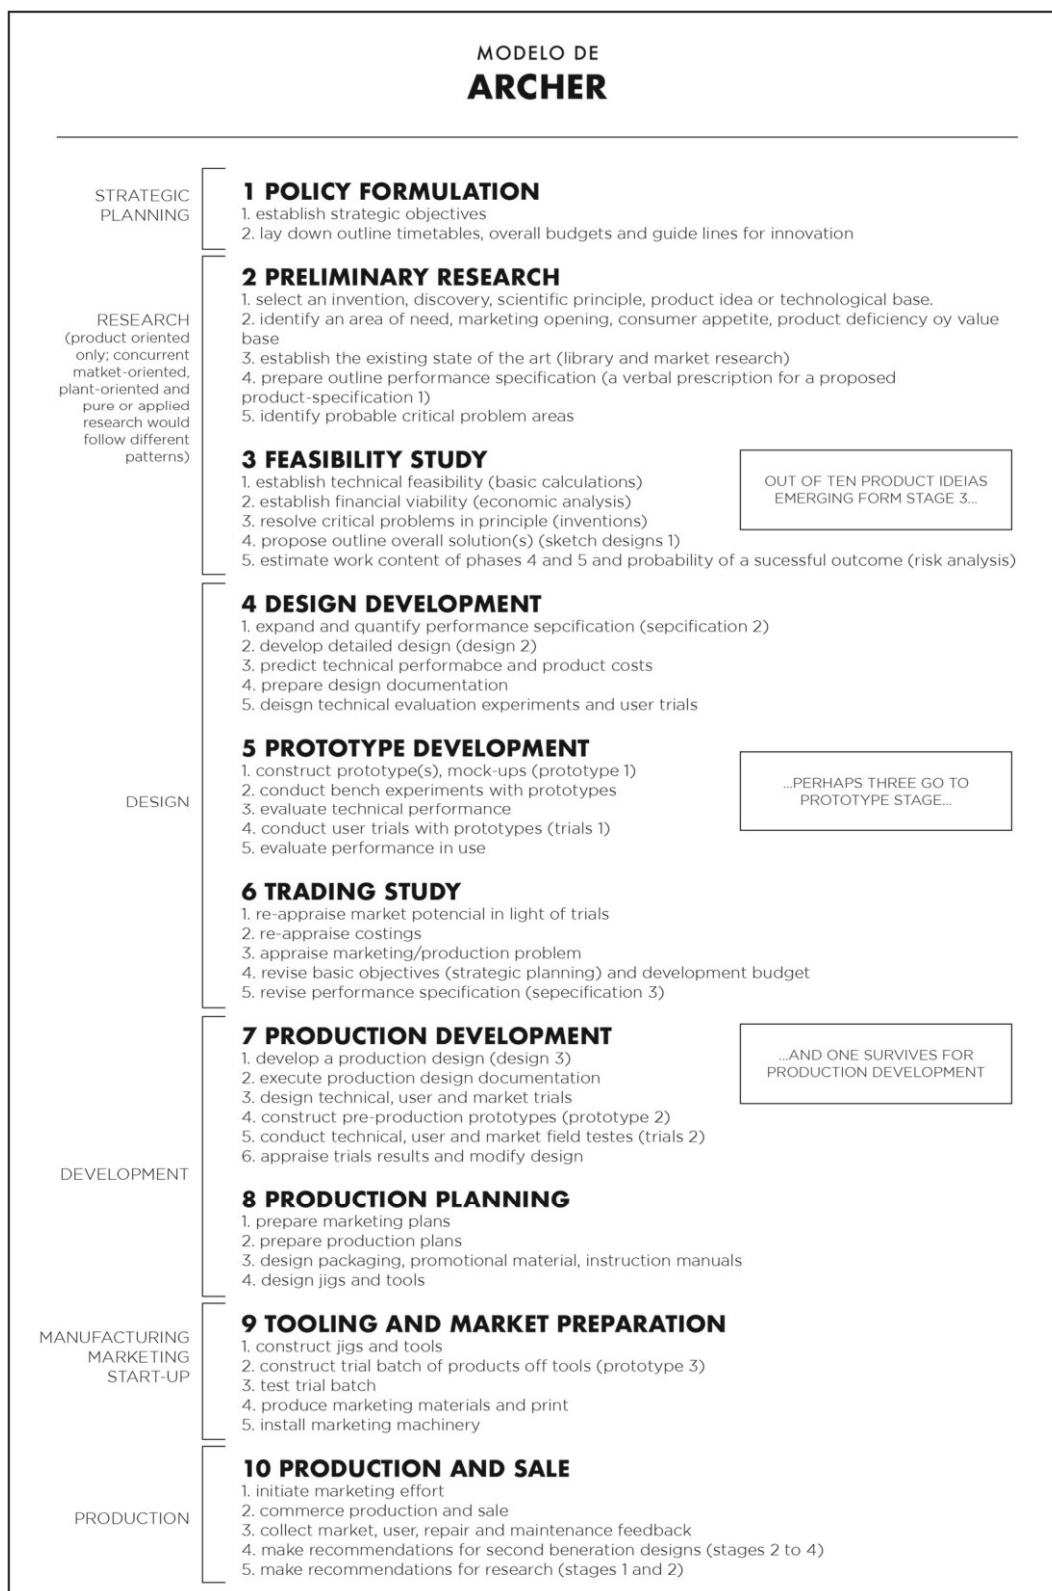 MODELO DE
ARCHER
STRATEGIC
PLANNING
1 POLICY FORMULATION
1. establish strategic objectives
2. lay down outline timetables, overall budgets and guide lines for innovation
RESEARCH
(product oriented
only; concurrent
matket-oriented,
plant-oriented and
pure or applied
research would
follow different
patterns)
2 PRELIMINARY RESEARCH
1. select an invention, discovery, scientific principle, product idea or technological base.
2. identify an area of need, marketing opening, consumer appetite, product deficiency oy value
base
3. establish the existing state of the art (library and market research)
4. prepare outline performance specification (a verbal prescription for a proposed
product-specification 1)
5. identify probable critical problem areas
3 FEASIBILITY STUDY
1. establish technical feasibility (basic calculations)
2. establish financial viability (economic analysis)
3. resolve critical problems in principle (inventions)
4. propose outline overall solution(s) (sketch designs 1)
5. estimate work content of phases 4 and 5 and probability of a sucessful outcome (risk analysis)
OUT OF TEN PRODUCT IDEIAS
EMERGING FORM STAGE 3...
DESIGN
4 DESIGN DEVELOPMENT
1. expand and quantify performance sepcification (sepcification 2)
2. develop detailed design (design 2)
3. predict technical performabce and product costs
4. prepare design documentation
5. deisgn technical evaluation experiments and user trials
5 PROTOTYPE DEVELOPMENT
1. construct prototype(s), mock-ups (prototype 1)
2. conduct bench experiments with prototypes
3. evaluate technical performance
4. conduct user trials with prototypes (trials 1)
5. evaluate performance in use
...PERHAPS THREE GO TO
PROTOTYPE STAGE...
6 TRADING STUDY
1. re-appraise market potencial in light of trials
2. re-appraise costings
3. appraise marketing/production problem
4. revise basic objectives (strategic planning) and development budget
5. revise performance specification (sepecification 3)
DEVELOPMENT
7 PRODUCTION DEVELOPMENT
1. develop a production design (design 3)
2. execute production design documentation
3. design technical, user and market trials
4. construct pre-production prototypes (prototype 2)
5. conduct technical, user and market field testes (trials 2)
6. appraise trials results and modify design
...AND ONE SURVIVES FOR
PRODUCTION DEVELOPMENT
8 PRODUCTION PLANNING
1. prepare marketing plans
2. prepare production plans
3. design packaging, promotional material, instruction manuals
4. design jigs and tools
MANUFACTURING
MARKETING
START-UP
9 TOOLING AND MARKET PREPARATION
1. construct jigs and tools
2. construct trial batch of products off tools (prototype 3)
3. test trial batch
4. produce marketing materials and print
5. install marketing machinery
PRODUCTION
10 PRODUCTION AND SALE
1. initiate marketing effort
2. commerce production and sale
3. collect market, user, repair and maintenance feedback
4. make recommendations for second beneration designs (stages 2 to 4)
5. make recommendations for research (stages 1 and 2)